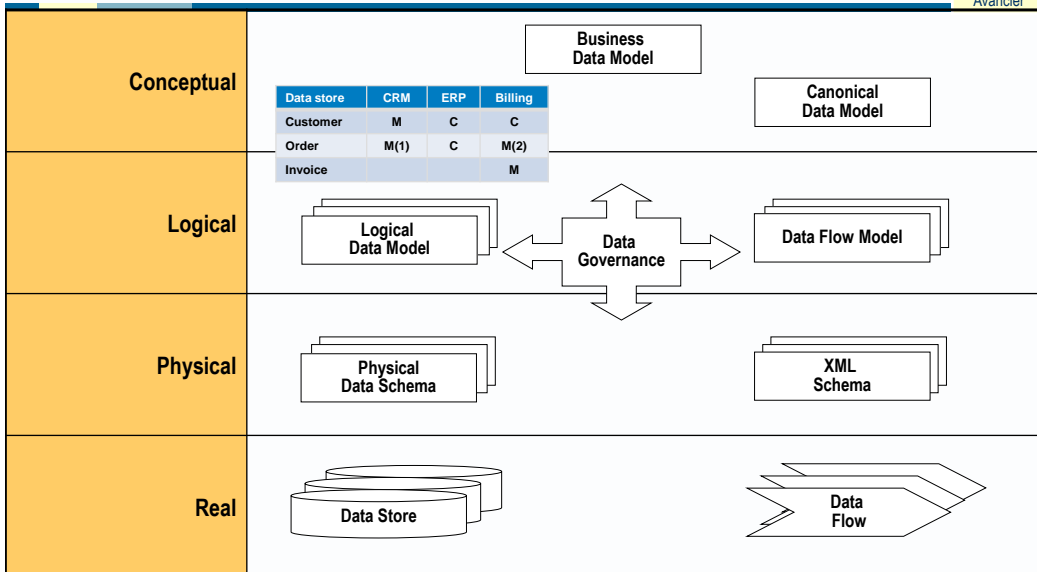 Avancier
Conceptual
Business
Data Model
Canonical
Data Model
Data store CRM ERP Billing
Customer M C C
Order M(1) C M(2)
Invoice M
Logical
Logical
Data Model
Data
Governance
Data Flow Model
Physical
Physical
Data Schema
XML
Schema
Real
Data Store
Data
Flow